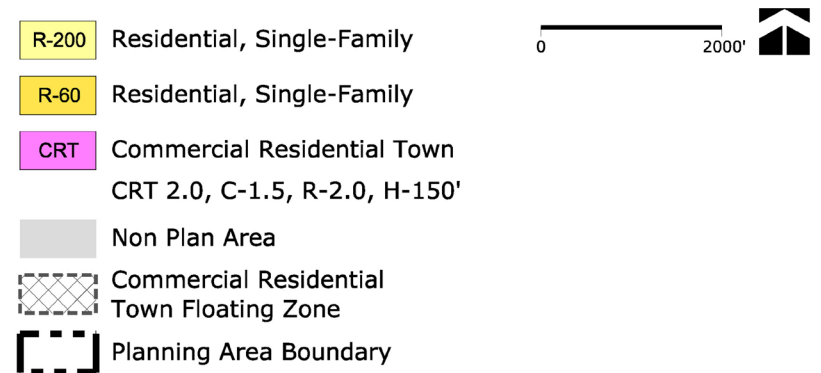 R-200 Residential, Single-Family
0 2000'
R-60 Residential, Single-Family
CRT Commercial Residential Town
CRT 2.0, C-1.5, R-2.0, H-150'
Non Plan Area
Commercial Residential
Town Floating Zone
Planning Area Boundary